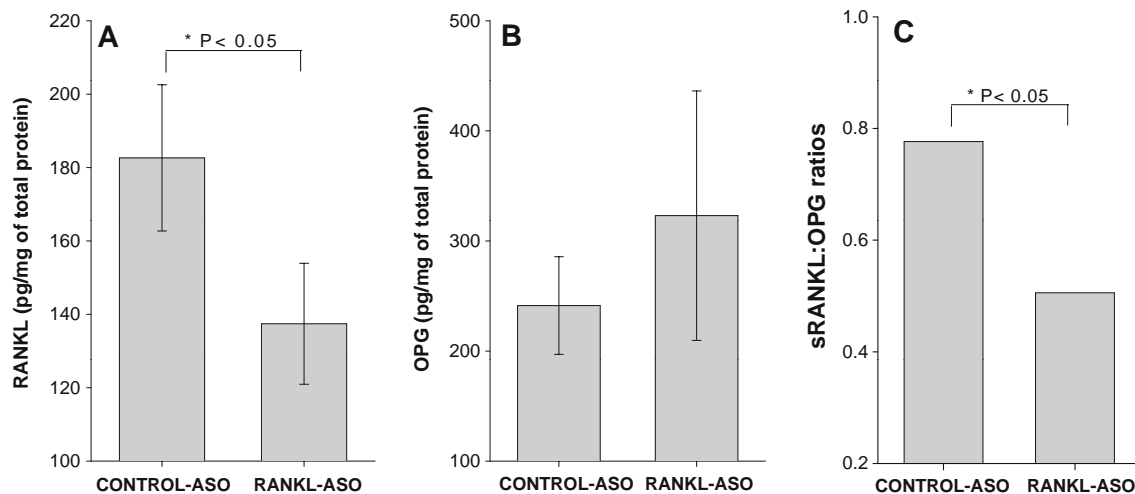 A
* P< 0.05
RANKL (pg/mg of total protein)
220
200
180
160
140
120
100
CONTROL-ASO RANKL-ASO
B
OPG (pg/mg of total protein)
500
400
300
200
100
CONTROL-ASO RANKL-ASO
C
* P< 0.05
sRANKL:OPG ratios
1.0
0.8
0.6
0.4
0.2
CONTROL-ASO RANKL-ASO